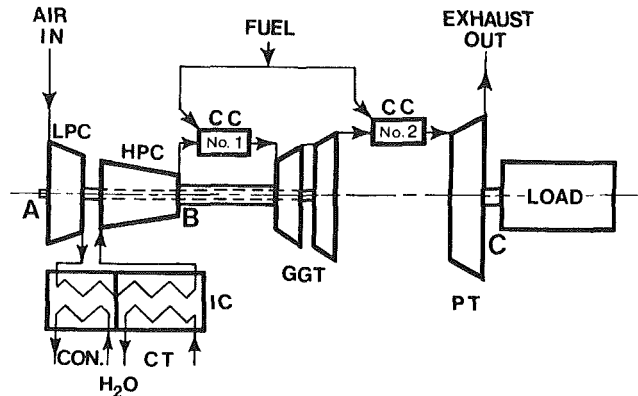 AIR
IN
LPC
HPC
FUEL
CC
No. 1
CC
No. 2
EXHAUST
OUT
A
B
GGT
PT
C
LOAD
IC
CON.
CT
H₂O